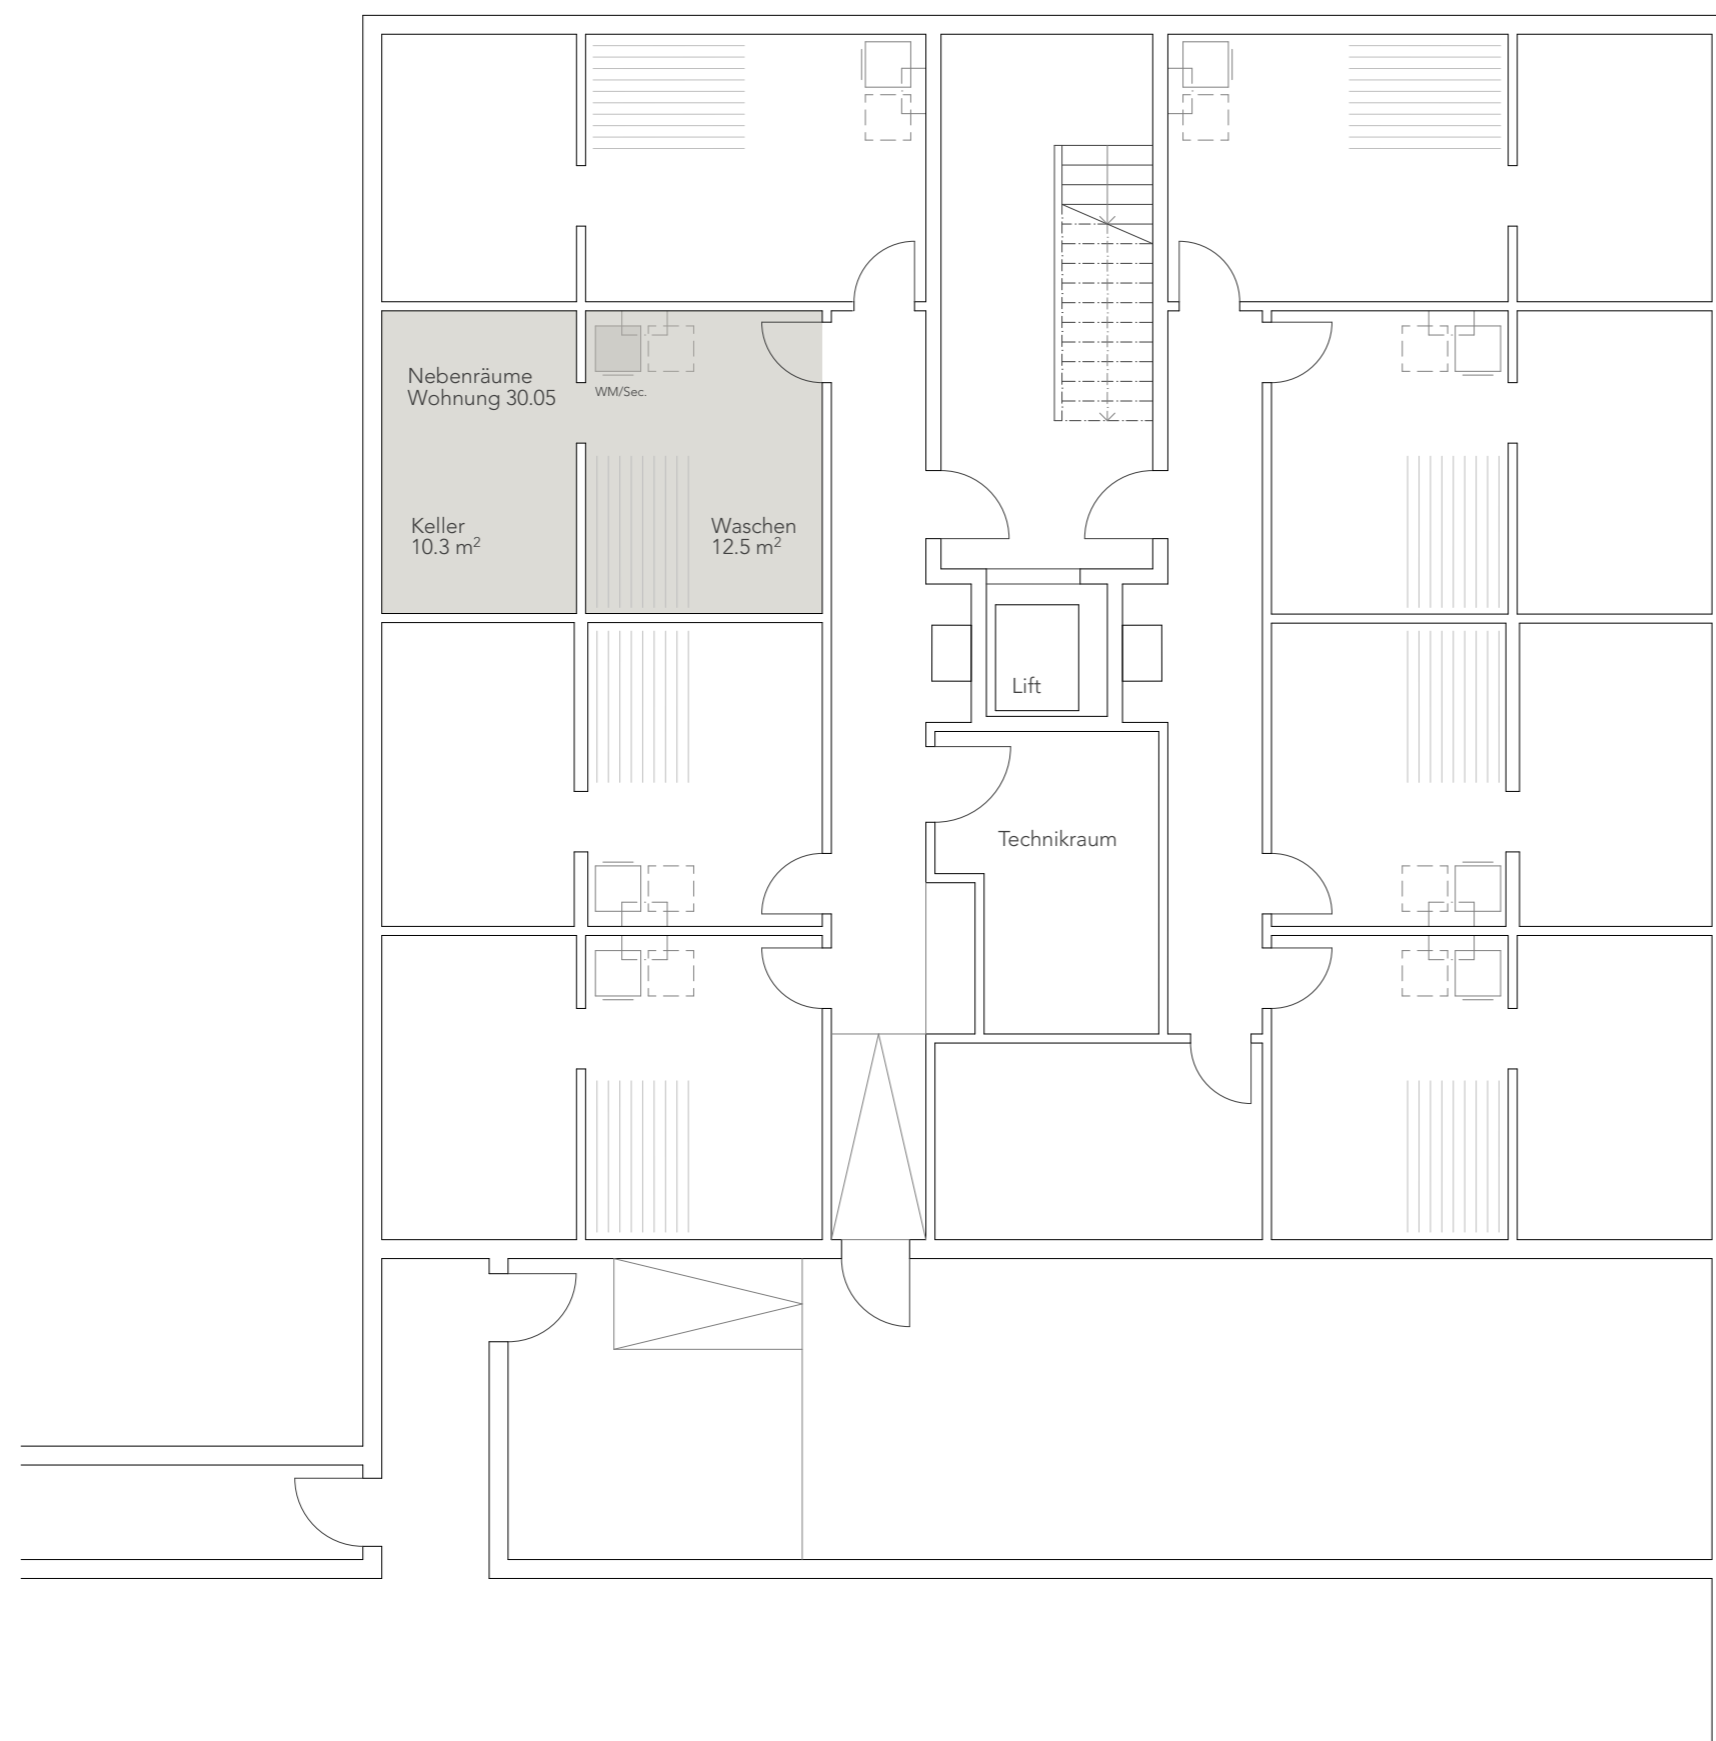 Nebenräume
Wohnung 30.05
WM/Sec.
Keller
10.3 m²
Waschen
12.5 m²
Lift
Technikraum